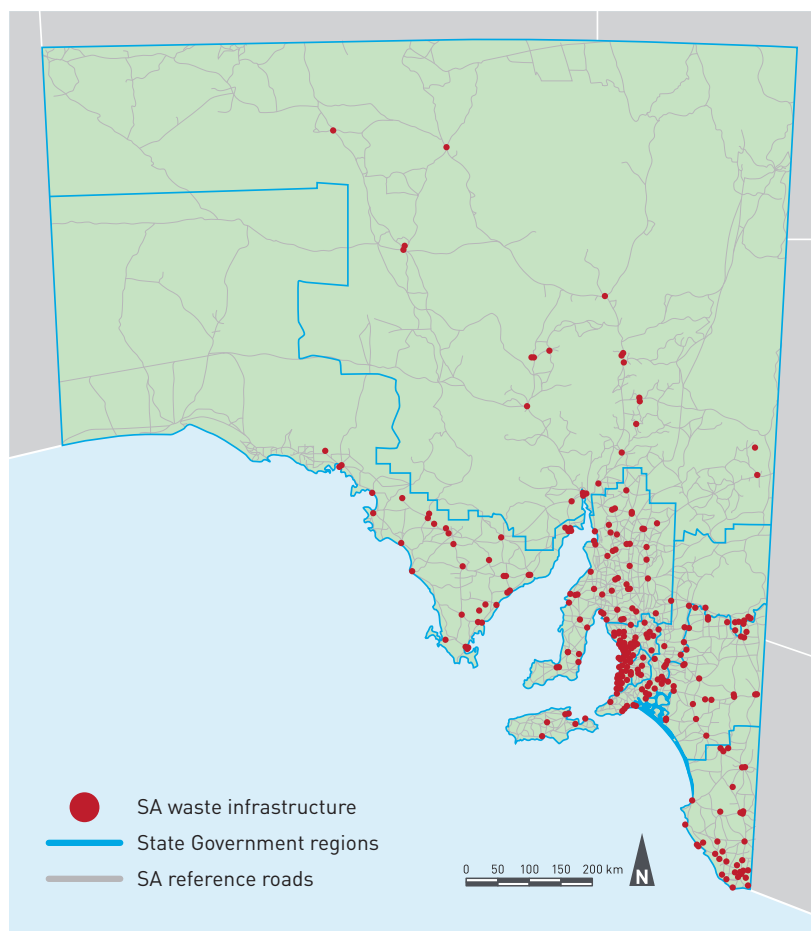 SA waste infrastructure
State Government regions
SA reference roads
0 50 100 150 200 km
N